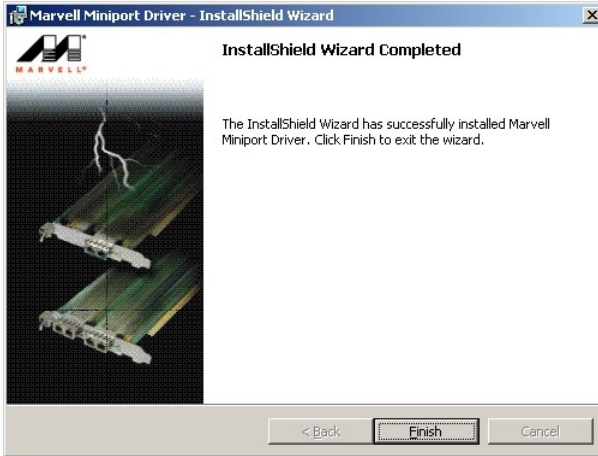 Marvell Miniport Driver - InstallShield Wizard
MARVELL®
InstallShield Wizard Completed
The InstallShield Wizard has successfully installed Marvell
Miniport Driver. Click Finish to exit the wizard.
< Back
Finish
Cancel